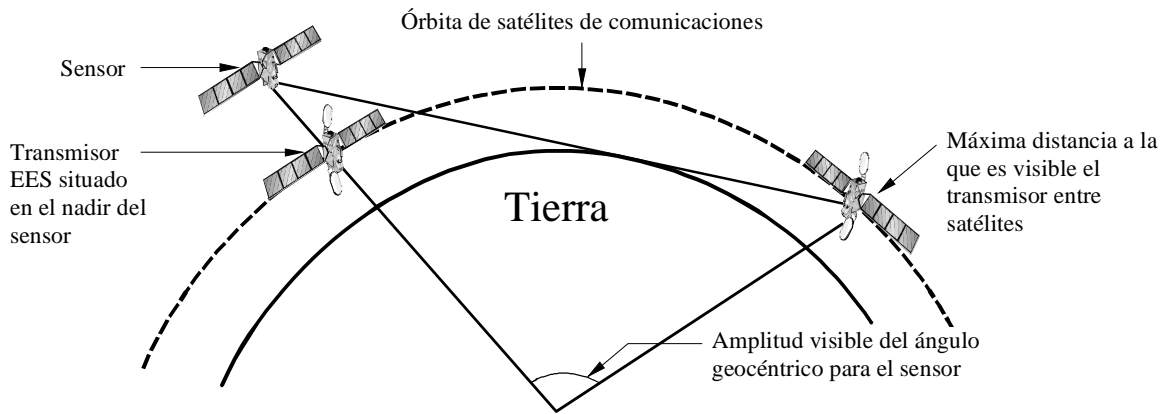 Órbita de satélites de comunicaciones
Sensor
Transmisor
EES situado
en el nadir del
sensor
Máxima distancia a la
que es visible el
transmisor entre
satélites
Tierra
Amplitud visible del ángulo
geocéntrico para el sensor